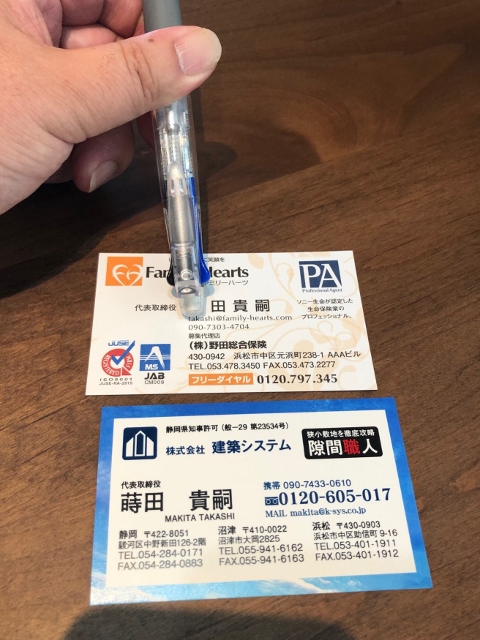 に笑顔を
Fam Hearts
ミリーハーツ
PA
Professional Agent
代表取締役 田 貴嗣
ソニー生命が認定した
生命保険業の
プロフェッショナル。
takashi@family-hearts.com
090-7303-4704
募集代理店
(株)野田総合保険
430-0942 浜松市中区元浜町238-1 AAAビル
TEL.053.478.3450 FAX.053.473.2277
フリーダイヤル 0120.797.345
JUSE
REGISTERED
ISO9001
JUSE-RA-2015
MS
JAB
CM009
静岡県知事許可(般−29 第23534号)
株式会社 建築システム
狭小敷地を徹底攻略
隙間職人
代表取締役
蒔田 貴嗣
MAKITA TAKASHI
携帯 090-7433-0610
0120-605-017
MAIL makita@k-sys.co.jp
静岡 〒422-8051
駿河区中野新田126-2階
TEL.054-284-0171
FAX.054-284-0883
沼津 〒410-0022
沼津市大岡2825
TEL.055-941-6162
FAX.055-941-6163
浜松 〒430-0903
浜松市中区助信町9-16
TEL.053-401-1911
FAX.053-401-1912